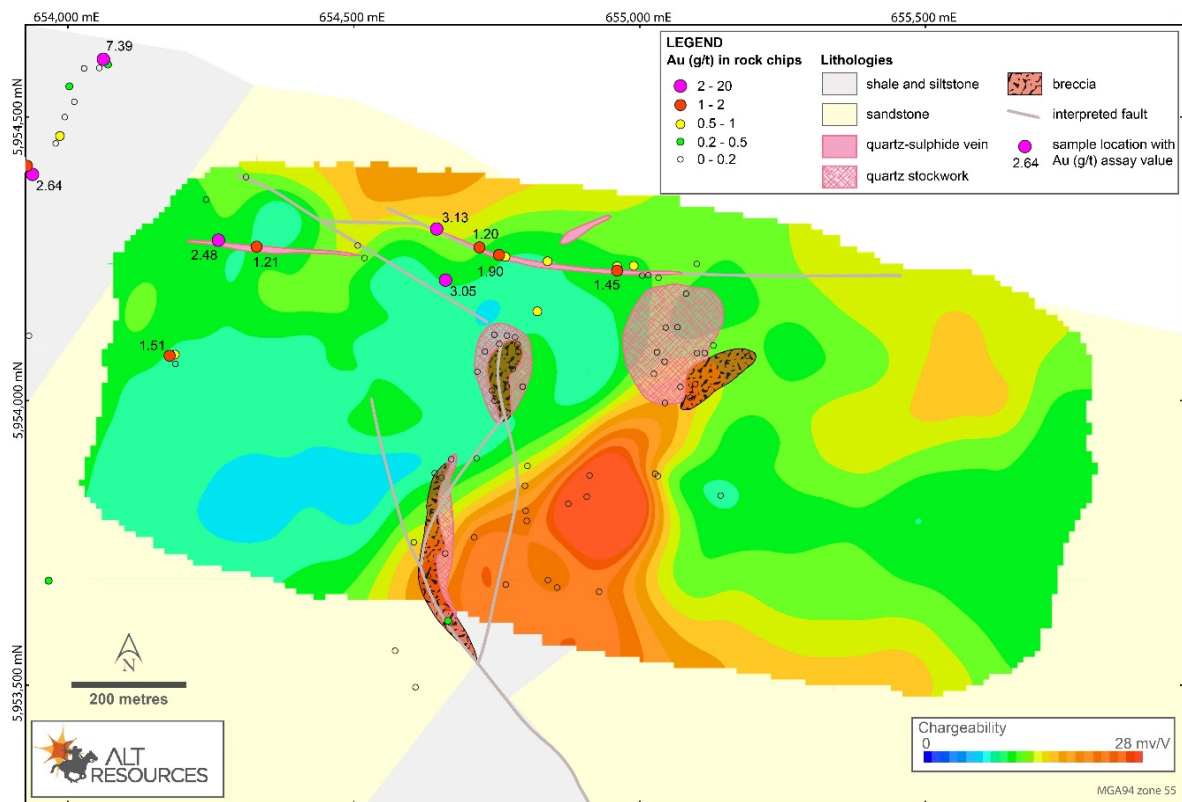 654,000 mE
654,500 mE
655,000 mE
655,500 mE
5,954,500 mN
5,954,000 mN
5,953,500 mN
7.39
2.64
2.48
1.21
3.13
1.20
1.90
3.05
1.45
1.51
LEGEND
Au (g/t) in rock chips
2 - 20
1 - 2
0.5 - 1
0.2 - 0.5
0 - 0.2
Lithologies
shale and siltstone
sandstone
quartz-sulphide vein
quartz stockwork
breccia
interpreted fault
sample location with
Au (g/t) assay value
2.64
N
200 metres
ALT
RESOURCES
Chargeability
0 28 mv/V
MGA94 zone 55